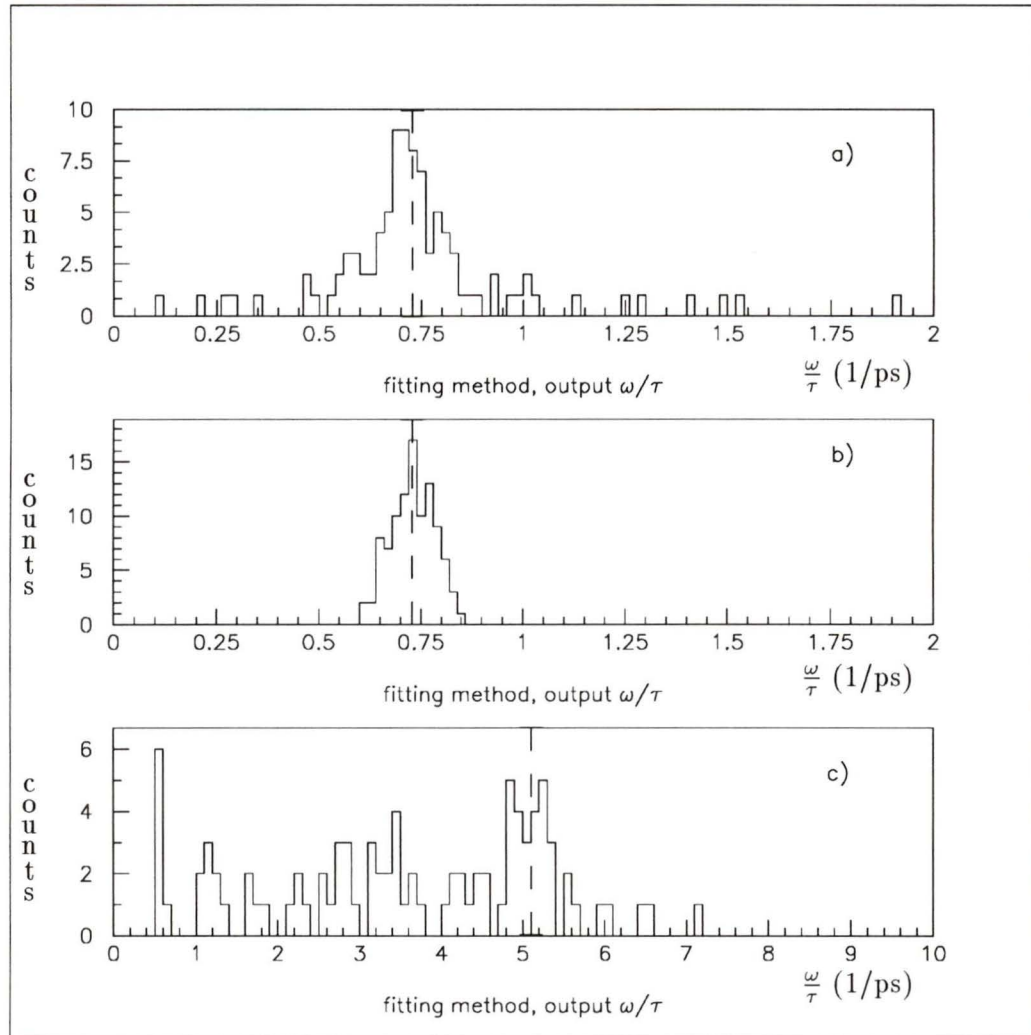 10
7.5
5
2.5
0
counts
a)
0 0.25 0.5 0.75 1 1.25 1.5 1.75 2
fitting method, output ω/τ
ω/τ (1/ps)
15
10
5
0
counts
b)
0 0.25 0.5 0.75 1 1.25 1.5 1.75 2
fitting method, output ω/τ
ω/τ (1/ps)
6
4
2
0
counts
c)
0 1 2 3 4 5 6 7 8 9 10
fitting method, output ω/τ
ω/τ (1/ps)